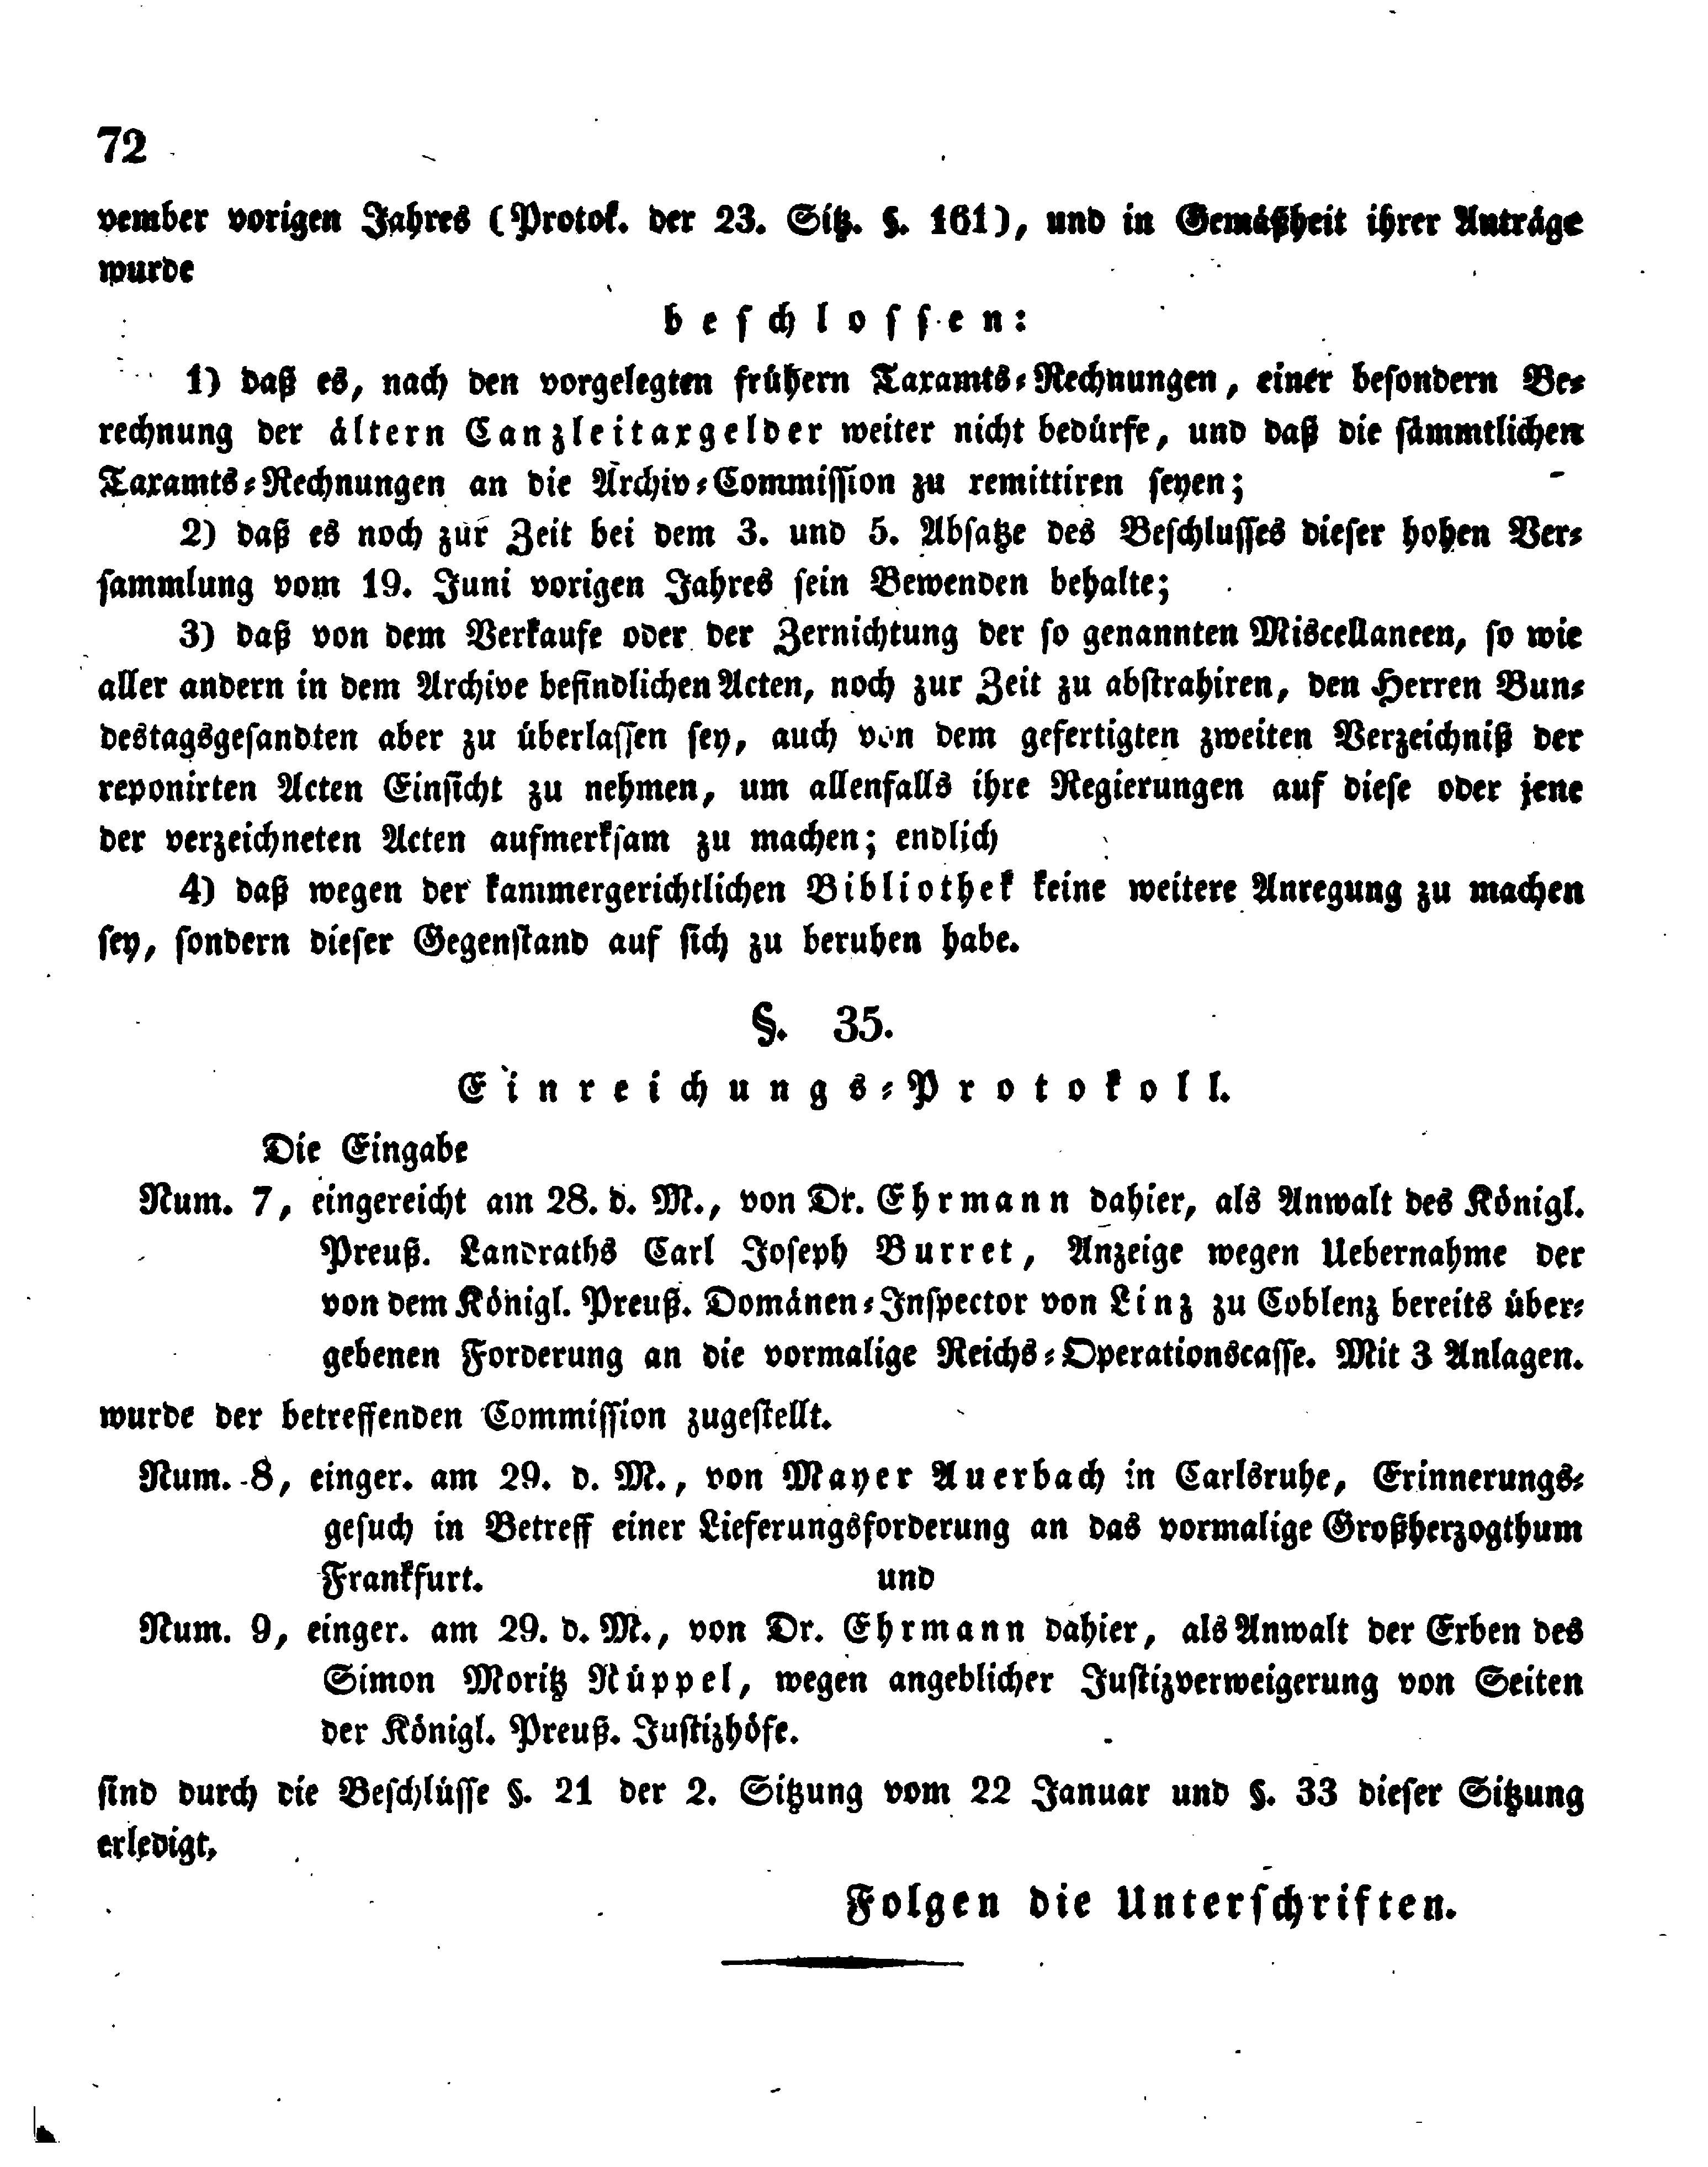 72
vember vorigen Jahres (Protok. der 23. Sitz. §. 161), und in Gemäßheit ihrer Anträge
wurde
beschlossen:
1) daß es, nach den vorgelegten frühern Taxamts-Rechnungen, einer besondern Be-
rechnung der ältern Canzleitaxgelder weiter nicht bedürfe, und daß die sämmtlichen
Taxamts-Rechnungen an die Archiv-Commission zu remittiren seyen;
2) daß es noch zur Zeit bei dem 3. und 5. Absatze des Beschlusses dieser hohen Ver-
sammlung vom 19. Juni vorigen Jahres sein Bewenden behalte;
3) daß von dem Verkaufe oder der Zernichtung der so genannten Miscellaneen, so wie
aller andern in dem Archive befindlichen Acten, noch zur Zeit zu abstrahiren, den Herren Bun-
destagsgesandten aber zu überlassen sey, auch von dem gefertigten zweiten Verzeichniß der
reponirten Acten Einsicht zu nehmen, um allenfalls ihre Regierungen auf diese oder jene
der verzeichneten Acten aufmerksam zu machen; endlich
4) daß wegen der kammergerichtlichen Bibliothek keine weitere Anregung zu machen
sey, sondern dieser Gegenstand auf sich zu beruhen habe.
§. 35.
Einreichungs-Protokoll.
Die Eingabe
Num. 7, eingereicht am 28. d. M., von Dr. Ehrmann dahier, als Anwalt des Königl.
Preuß. Landraths Carl Joseph Burret, Anzeige wegen Uebernahme der
von dem Königl. Preuß. Domänen-Inspector von Linz zu Coblenz bereits über-
gebenen Forderung an die vormalige Reichs-Operationscasse. Mit 3 Anlagen.
wurde der betreffenden Commission zugestellt.
Num. 8, einger. am 29. d. M., von Mayer Auerbach in Carlsruhe, Erinnerungs-
gesuch in Betreff einer Lieferungsforderung an das vormalige Großherzogthum
Frankfurt. und
Num. 9, einger. am 29. d. M., von Dr. Ehrmann dahier, als Anwalt der Erben des
Simon Moritz Rüppel, wegen angeblicher Justizverweigerung von Seiten
der Königl. Preuß. Justizhöfe.
sind durch die Beschlüsse §. 21 der 2. Sitzung vom 22 Januar und §. 33 dieser Sitzung
erledigt.
Folgen die Unterschriften.